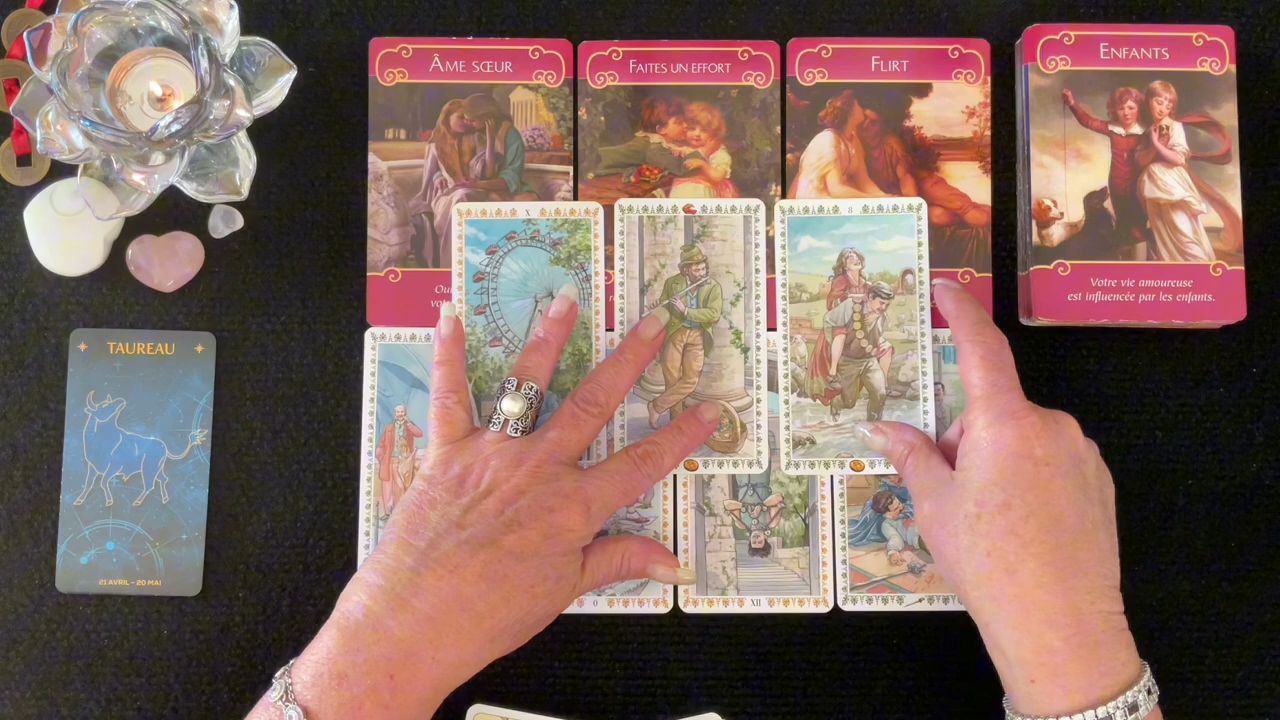 ÂME SŒUR
FAITES UN EFFORT
FLIRT
ENFANTS
Votre vie amoureuse
est influencée par les enfants.
X
8
TAUREAU
21 AVRIL - 20 MAI
0
XII